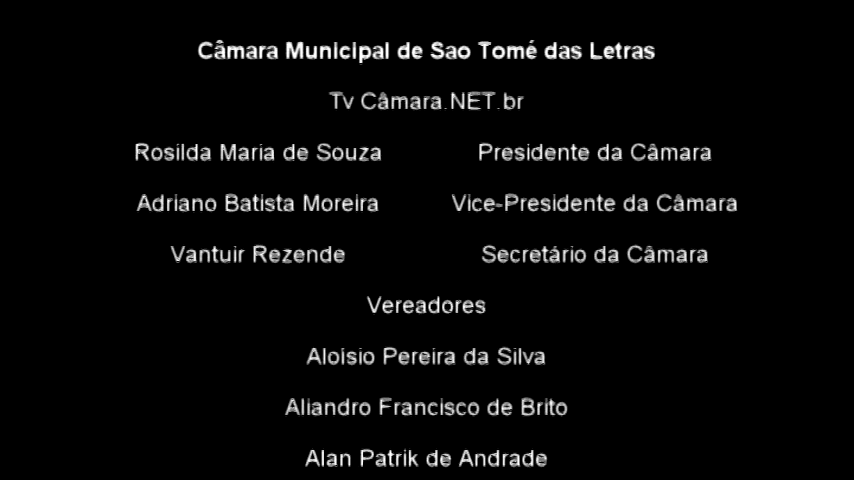 Câmara Municipal de Sao Tomé das Letras
Tv Câmara.NET.br
Rosilda Maria de Souza Presidente da Câmara
Adriano Batista Moreira Vice-Presidente da Câmara
Vantuir Rezende Secretário da Câmara
Vereadores
Aloísio Pereira da Silva
Aliandro Francisco de Brito
Alan Patrik de Andrade